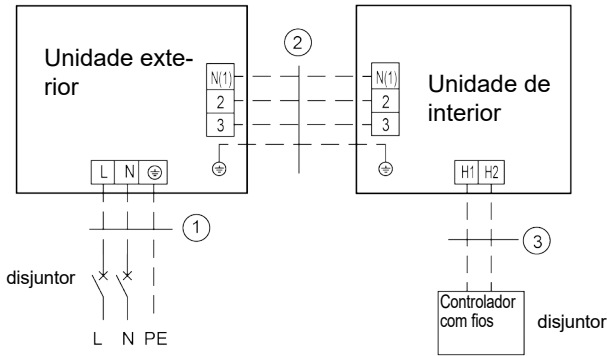 Unidade exte-
rior
N(1)
2
3
L N
1
disjuntor
L N PE
2
N(1)
2
3
Unidade de
interior
H1 H2
3
Controlador
com fios
disjuntor